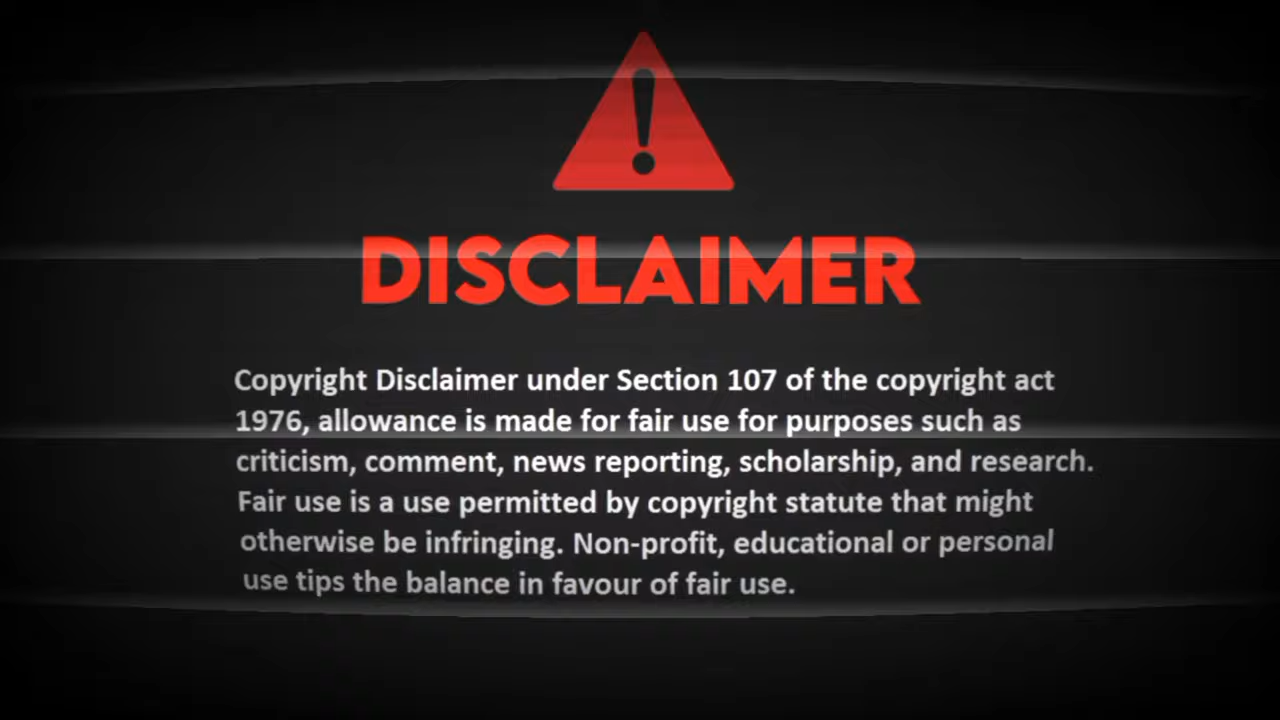 DISCLAIMER
Copyright Disclaimer under Section 107 of the copyright act
1976, allowance is made for fair use for purposes such as
criticism, comment, news reporting, scholarship, and research.
Fair use is a use permitted by copyright statute that might
otherwise be infringing. Non-profit, educational or personal
use tips the balance in favour of fair use.